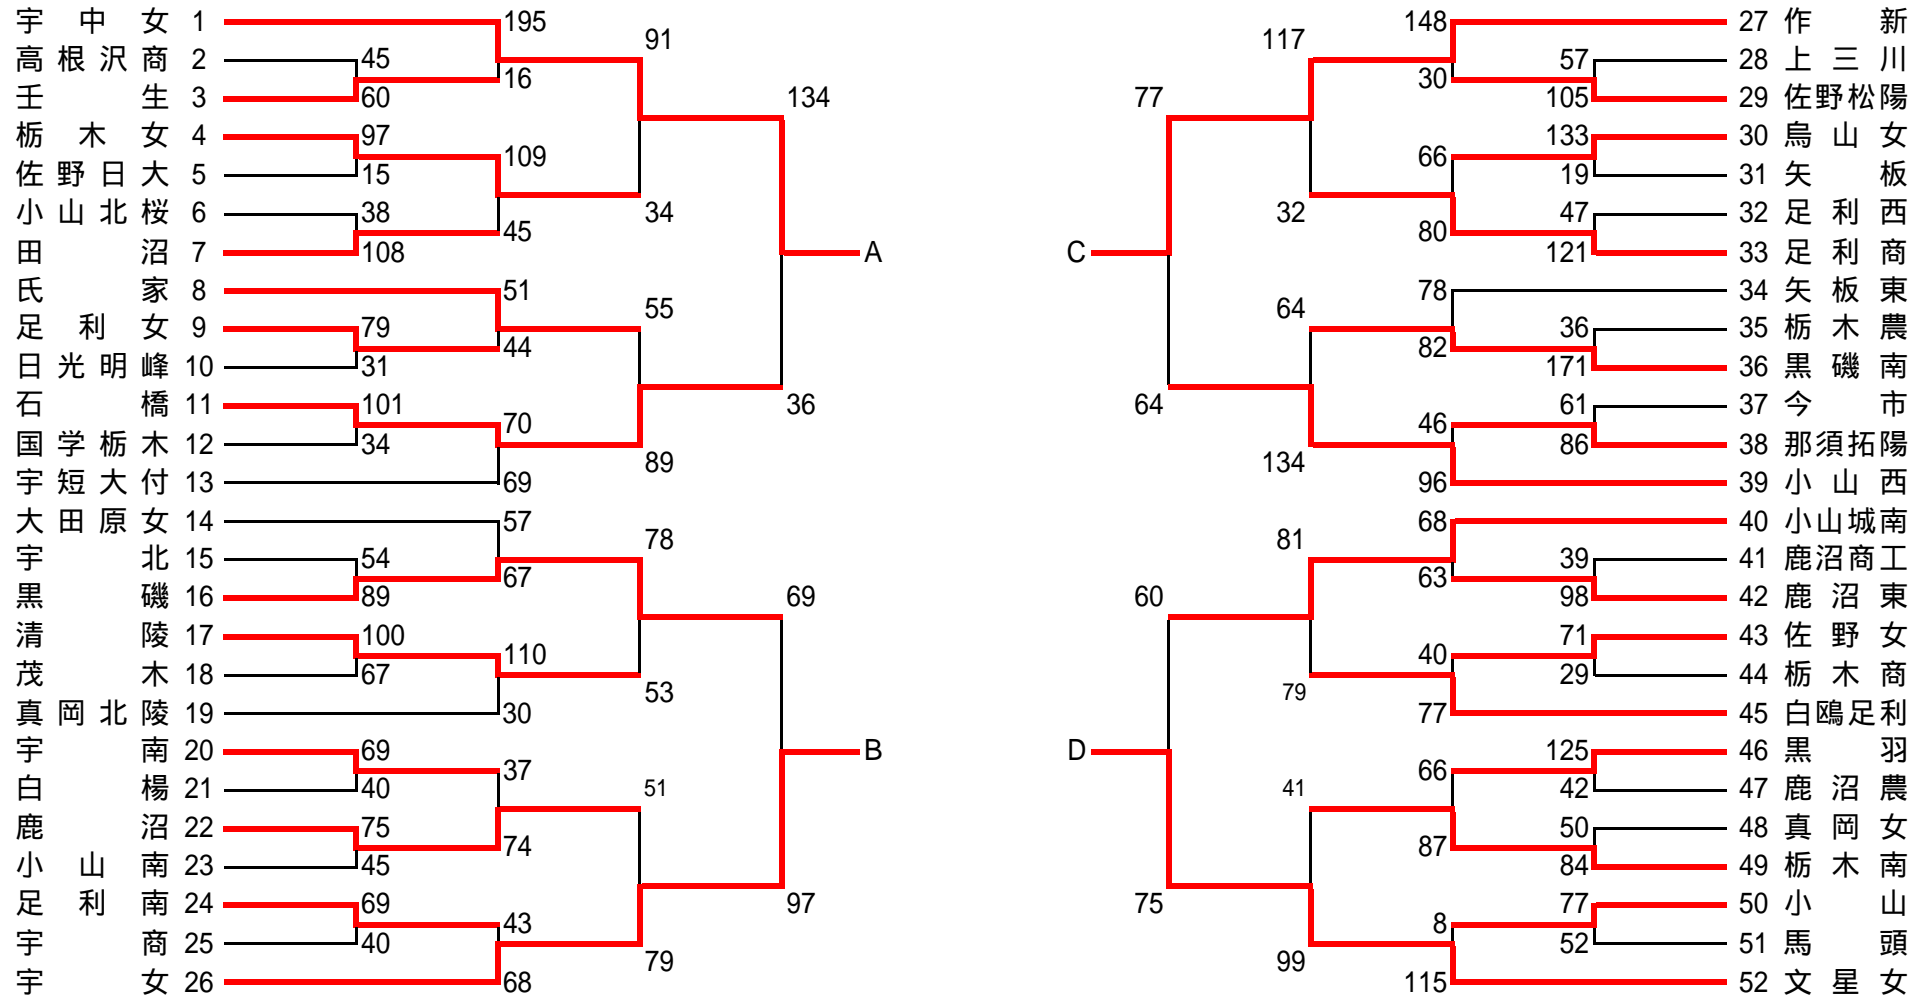 宇中女 1 195
91
高根沢商 2 45
16
壬生 3 60
134
栃木女 4 97
109
佐野日大 5 15
小山北桜 6 38
34
45
田沼 7 108
A
氏家 8 51
55
足利女 9 79
44
日光明峰 10 31
石橋 11 101
36
70
国学栃木 12 34
89
宇短大付 13 69
大田原女 14 57
78
宇北 15 54
67
黒磯 16 89
69
清陵 17 100
110
茂木 18 67
53
真岡北陵 19 30
宇南 20 69
B
37
白楊 21 40
51
鹿沼 22 75
74
小山南 23 45
足利南 24 69
97
43
宇商 25 40
79
宇女 26 68
148 27 作新
117
57 28 上三川
30
77
105 29 佐野松陽
133 30 烏山女
66
19 31 矢板
32
47 32 足利西
80
C
121 33 足利商
78 34 矢板東
64
36 35 栃木農
82
171 36 黒磯南
64
61 37 今市
46
86 38 那須拓陽
134
96 39 小山西
68 40 小山城南
81
39 41 鹿沼商工
63
60
98 42 鹿沼東
71 43 佐野女
40
29 44 栃木商
79
77 45 白鴎足利
D
125 46 黒羽
66
41
42 47 鹿沼農
50 48 真岡女
87
84 49 栃木南
75
77 50 小山
8
52 51 馬頭
99
115 52 文星女